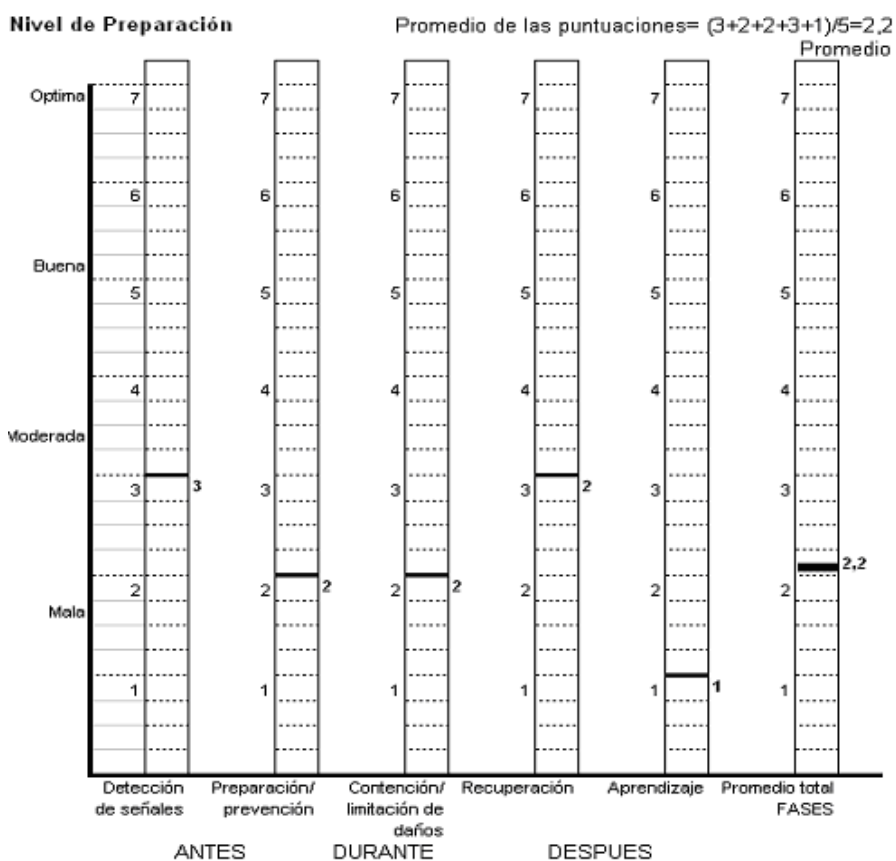 Nivel de Preparación
Promedio de las puntuaciones= (3+2+2+3+1)/5=2,2
Promedio
Optima 7 7 7 7 7 7
6 6 6 6 6 6
Buena
5 5 5 5 5 5
4 4 4 4 4 4
Moderada
3 3 3 3 3 2 3 3
2,2
2 2 2 2 2 2 2 2
Mala
1 1 1 1 1 1 1
Detección Preparación/ Contención/ Recuperación Aprendizaje Promedio total
de señales prevención limitación de FASES
daños
ANTES DURANTE DESPUES